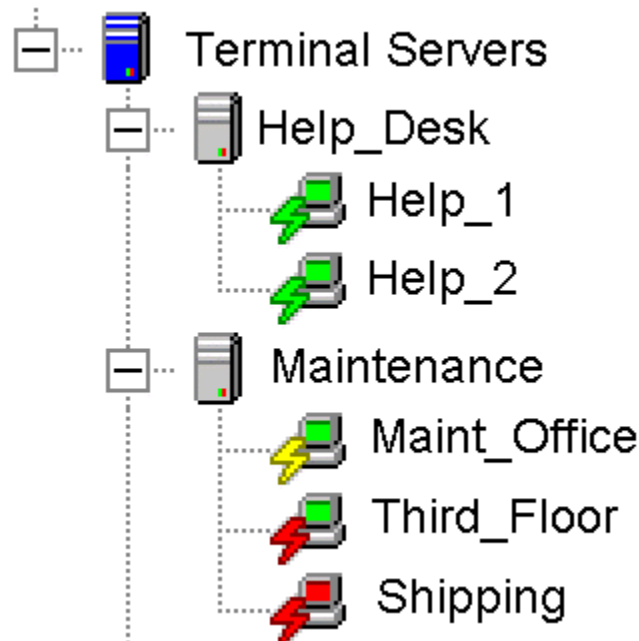 Terminal Servers
Help_Desk
Help_1
Help_2
Maintenance
Maint_Office
Third_Floor
Shipping